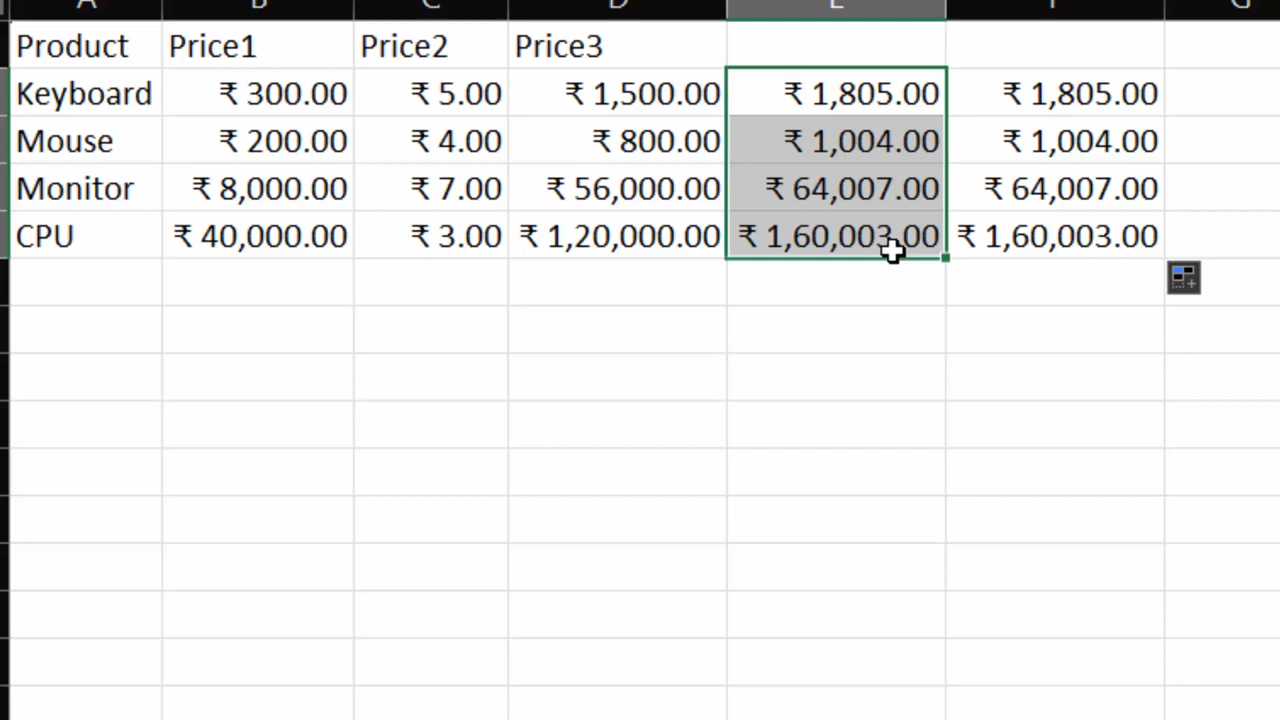 A B C D E F G
Product Price1 Price2 Price3
Keyboard ₹ 300.00 ₹ 5.00 ₹ 1,500.00 ₹ 1,805.00 ₹ 1,805.00
Mouse ₹ 200.00 ₹ 4.00 ₹ 800.00 ₹ 1,004.00 ₹ 1,004.00
Monitor ₹ 8,000.00 ₹ 7.00 ₹ 56,000.00 ₹ 64,007.00 ₹ 64,007.00
CPU ₹ 40,000.00 ₹ 3.00 ₹ 1,20,000.00 ₹ 1,60,003.00 ₹ 1,60,003.00